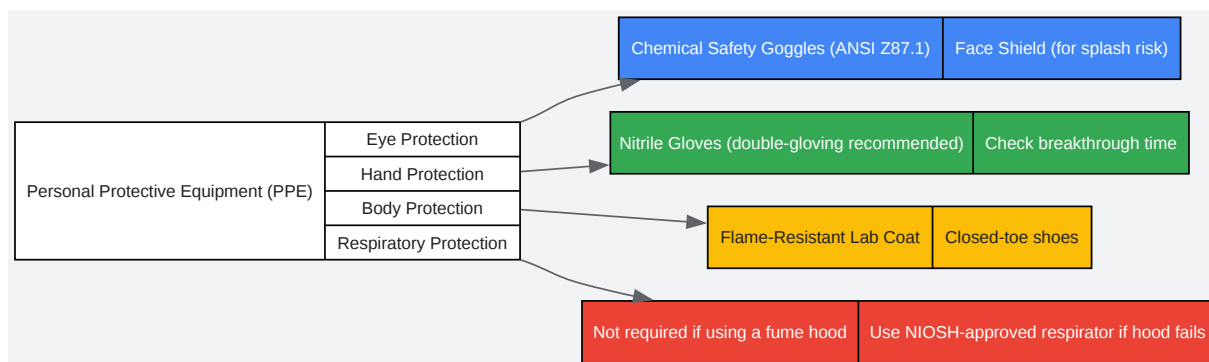 Personal Protective Equipment (PPE)
Eye Protection
Hand Protection
Body Protection
Respiratory Protection
Chemical Safety Goggles (ANSI Z87.1)
Face Shield (for splash risk)
Nitrile Gloves (double-gloving recommended)
Check breakthrough time
Flame-Resistant Lab Coat
Closed-toe shoes
Not required if using a fume hood
Use NIOSH-approved respirator if hood fails